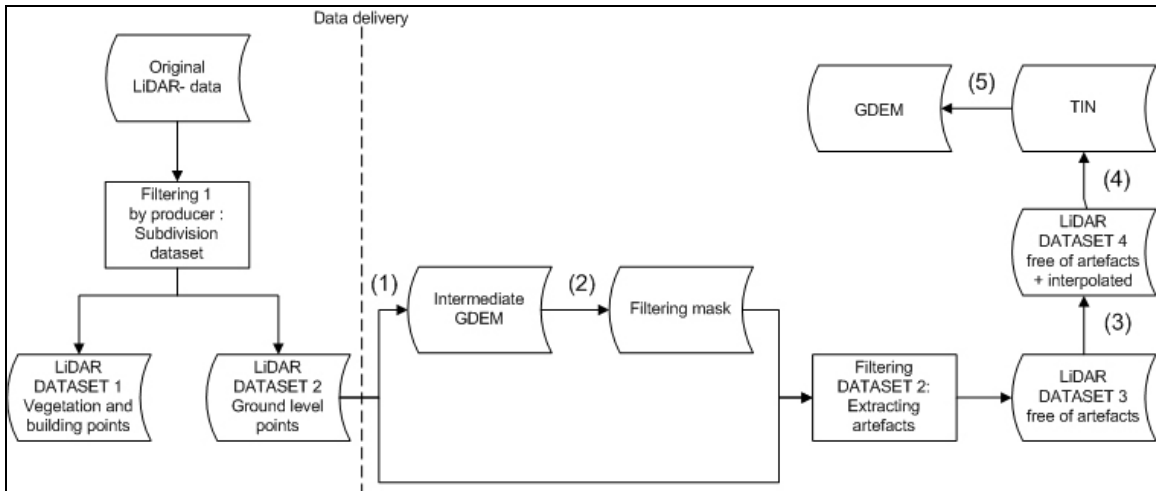 Data delivery
Original
LiDAR- data
Filtering 1
by producer :
Subdivision
dataset
LiDAR
DATASET 1
Vegetation and
building points
LiDAR
DATASET 2
Ground level
points
(1)
Intermediate
GDEM
(2)
Filtering mask
Filtering
DATASET 2:
Extracting
artefacts
LiDAR
DATASET 3
free of artefacts
(3)
LiDAR
DATASET 4
free of artefacts
+ interpolated
(4)
TIN
(5)
GDEM